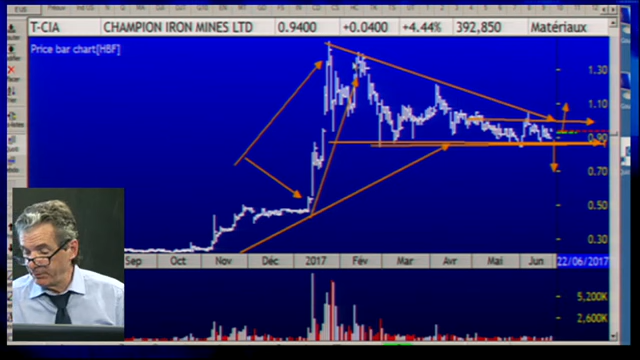 T-CIA CHAMPION IRON MINES LTD 0.9400 +0.0400 +4.44% 392,850 Matériaux
Price bar chart[HBF]
1.30
1.10
0.90
0.70
0.50
0.30
Sep Oct Nov Déc 2017 Fév Mar Avr Mai Jun 22/06/2017
5,200K
2,600K